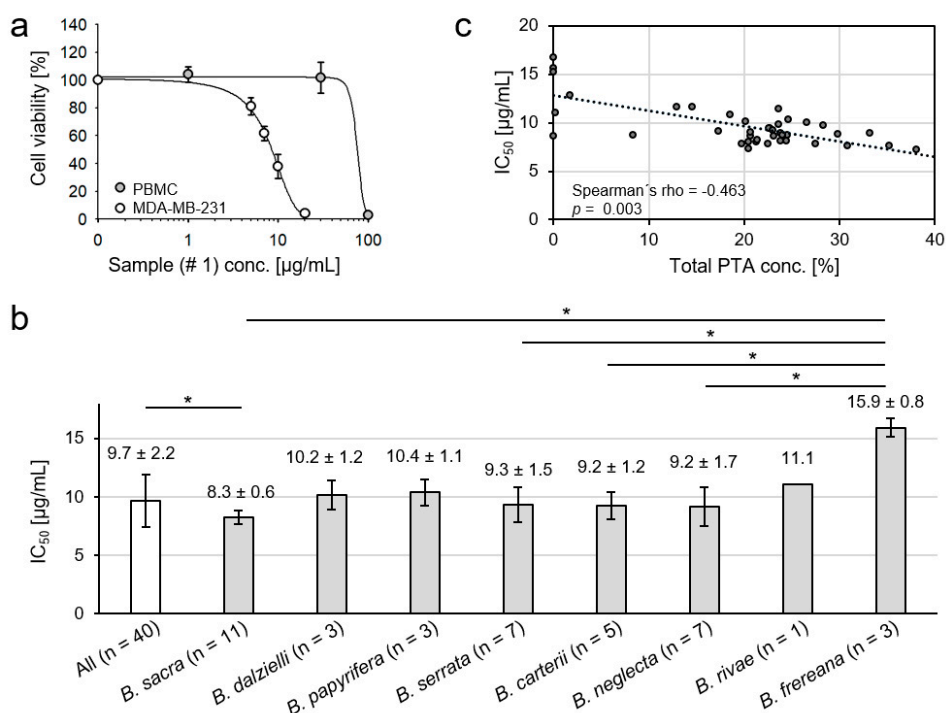 a
Cell viability [%]
140
120
100
80
60
40
20
0
PBMC
MDA-MB-231
0 1 10 100
Sample (# 1) conc. [µg/mL]
c
IC50 [µg/mL]
20
15
10
5
0
Spearman´s rho = -0.463
p = 0.003
0 10 20 30 40
Total PTA conc. [%]
b
*
*
*
*
*
IC50 [µg/mL]
15
10
5
0
9.7 ± 2.2
8.3 ± 0.6
10.2 ± 1.2
10.4 ± 1.1
9.3 ± 1.5
9.2 ± 1.2
9.2 ± 1.7
11.1
15.9 ± 0.8
All (n = 40)
B. sacra (n = 11)
B. dalzielli (n = 3)
B. papyrifera (n = 3)
B. serrata (n = 7)
B. carterii (n = 5)
B. neglecta (n = 7)
B. rivae (n = 1)
B. frereana (n = 3)